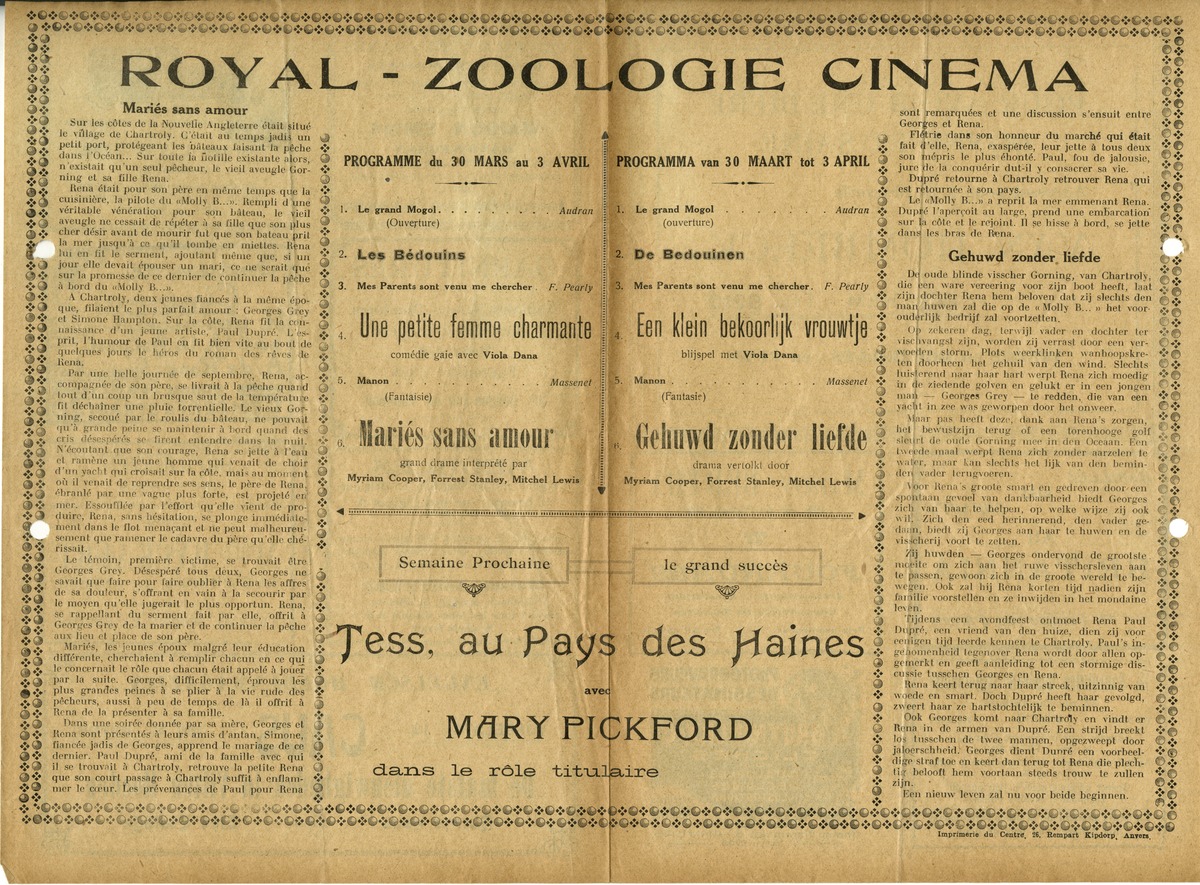 ROYAL - ZOOLOGIE CINEMA
Mariés sans amour
Sur les côtes de la Nouvelle Angleterre était situé
le village de Chartroly. C'était au temps jadis un
petit port, protégeant les bâteaux faisant la pêche
dans l'Océan... Sur toute la flotille existante alors,
n'existait qu'un seul pêcheur, le vieil aveugle Gor-
ning et sa fille Rena.
Rena était pour son père en même temps que la
cuisinière, la pilote du «Molly B...». Rempli d'une
véritable vénération pour son bateau, le vieil
aveugle ne cessait de répéter à sa fille que son plus
cher désir avant de mourir fut que son bateau prit
la mer jusqu'à ce qu'il tombe en miettes. Rena
lui en fit le serment, ajoutant même que, si un
jour elle devait épouser un mari, ce ne serait que
sur la promesse de ce dernier de continuer la pêche
à bord du «Molly B...».
A Chartroly, deux jeunes fiancés à la même épo-
que, filaient le plus parfait amour : Georges Grey
et Simone Hampton. Sur la côte, Rena fit la con-
naissance d'un jeune artiste, Paul Dupré. L'es-
prit, l'humour de Paul en fit bien vite au bout de
quelques jours le héros du roman des rêves de
Rena.
Par une belle journée de septembre, Rena, ac-
compagnée de son père, se livrait à la pêche quand
tout d'un coup un brusque saut de la température
fit déchaîner une pluie torrentielle. Le vieux Gor-
ning, secoué par le roulis du bâteau, ne pouvait
qu'à grande peine se maintenir à bord quand des
cris désespérés se firent entendre dans la nuit.
N'écoutant que son courage, Rena se jette à l'eau
et ramène un jeune homme qui venait de choir
d'un yacht qui croisait sur la côte, mais au moment
où il venait de reprendre ses sens, le père de Rena,
ébranlé par une vague plus forte, est projeté en
mer. Essoufflée par l'effort qu'elle vient de pro-
duire, Rena, sans hésitation, se plonge immédiate-
ment dans le flot menaçant et ne peut malheureu-
sement que ramener le cadavre du père qu'elle ché-
rissait.
Le témoin, première victime, se trouvait être
Georges Grey. Désespéré tous deux, Georges ne
savait que faire pour faire oublier à Rena les affres
de sa douleur, s'offrant en vain à la secourir par
le moyen qu'elle jugerait le plus opportun. Rena,
se rappellant du serment fait par elle, offrit à
Georges Grey de la marier et de continuer la pêche
aux lieu et place de son père.
Mariés, les jeunes époux malgré leur éducation
différente, cherchaient à remplir chacun en ce qui
le concernait le rôle que chacun était appelé à jouer
par la suite. Georges, difficilement, éprouva les
plus grandes peines à se plier à la vie rude des
pêcheurs, aussi à peu de temps de là il offrit à
Rena de la présenter à sa famille.
Dans une soirée donnée par sa mère, Georges et
Rena sont présentés à leurs amis d'antan. Simone,
fiancée jadis de Georges, apprend le mariage de ce
dernier. Paul Dupré, ami de la famille avec qui
il se trouvait à Chartroly, retrouve la petite Rena
que son court passage à Chartroly suffit à enflam-
mer le cœur. Les prévenances de Paul pour Rena
PROGRAMME du 30 MARS au 3 AVRIL
1. Le grand Mogol . . . . . . . . Audran
(Ouverture)
2. Les Bédouins
3. Mes Parents sont venu me chercher . F. Pearly
4. Une petite femme charmante
comédie gaie avec Viola Dana
5. Manon . . . . . . . . . . . Massenet
(Fantaisie)
6. Mariés sans amour
grand drame interprété par
Myriam Cooper, Forrest Stanley, Mitchel Lewis
PROGRAMMA van 30 MAART tot 3 APRIL
1. Le grand Mogol . . . . . . . . Audran
(ouverture)
2. De Bedouinen
3. Mes Parents sont venu me chercher . F. Pearly
4. Een klein bekoorlijk vrouwtje
blijspel met Viola Dana
5. Manon . . . . . . . . . . . Massenet
(Fantasie)
6. Gehuwd zonder liefde
drama vertolkt door
Myriam Cooper, Forrest Stanley, Mitchel Lewis
Semaine Prochaine
le grand succès
Tess, au Pays des Haines
avec
MARY PICKFORD
dans le rôle titulaire
sont remarquées et une discussion s'ensuit entre
Georges et Rena.
Flétrie dans son honneur du marché qui était
fait d'elle, Rena, exaspérée, leur jette à tous deux
son mépris le plus éhonté. Paul, fou de jalousie,
jure de la conquérir dut-il y consacrer sa vie.
Dupré retourne à Chartroly retrouver Rena qui
est retournée à son pays.
Le «Molly B...» a reprit la mer emmenant Rena.
Dupré l'aperçoit au large, prend une embarcation
sur la côte et le rejoint. Il se hisse à bord, se jette
dans les bras de Rena.
Gehuwd zonder liefde
De oude blinde visscher Gorning, van Chartroly,
die een ware vereering voor zijn boot heeft, laat
zijn dochter Rena hem beloven dat zij slechts den
man huwen zal die op de «Molly B...» het voor-
ouderlijk bedrijf zal voortzetten.
Op zekeren dag, terwijl vader en dochter ter
vischvangst zijn, worden zij verrast door een ver-
woeden storm. Plots weerklinken wanhoopskre-
ten doorheen het gehuil van den wind. Slechts
luisterend naar haar hart werpt Rena zich moedig
in de ziedende golven en gelukt er in een jongen
man — Georges Grey — te redden, die van een
yacht in zee was geworpen door het onweer.
Maar pas heeft deze, dank aan Rena's zorgen,
het bewustzijn terug of een torenhooge golf
sleurt de oude Gorning mee in den Oceaan. Een
tweede maal werpt Rena zich zonder aarzelen te
water, maar kan slechts het lijk van den bemin-
den vader terugvoeren.
Voor Rena's groote smart en gedreven door een
spontaan gevoel van dankbaarheid biedt Georges
zich van haar te helpen, op welke wijze zij ook
wil. Zich den eed herinnerend, den vader ge-
daan, biedt zij Georges aan haar te huwen en de
visscherij voort te zetten.
Zij huwden — Georges ondervond de grootste
moeite om zich aan het ruwe visschersleven aan
te passen, gewoon zich in de groote wereld te be-
wegen. Ook zal hij Rena korten tijd nadien zijn
familie voorstellen en ze inwijden in het mondaine
leven.
Tijdens een avondfeest ontmoet Rena Paul
Dupré, een vriend van den huize, dien zij voor
eenigen tijd leerde kennen te Chartroly. Paul's in-
genomenheid tegenover Rena wordt door allen op-
gemerkt en geeft aanleiding tot een stormige dis-
cussie tusschen Georges en Rena.
Rena keert terug naar haar streek, uitzinnig van
woede en smart. Doch Dupré heeft haar gevolgd,
zweert haar ze hartstochtelijk te beminnen.
Ook Georges komt naar Chartroly en vindt er
Rena in de armen van Dupré. Een strijd breekt
los tusschen de twee mannen, opgezweept door
jaloerschheid. Georges dient Dupré een voorbeel-
dige straf toe en keert dan terug tot Rena die plech-
tig belooft hem voortaan steeds trouw te zullen
zijn.
Een nieuw leven zal nu voor beide beginnen.
Imprimerie du Centre, 26, Rempart Kipdorp, Anvers.